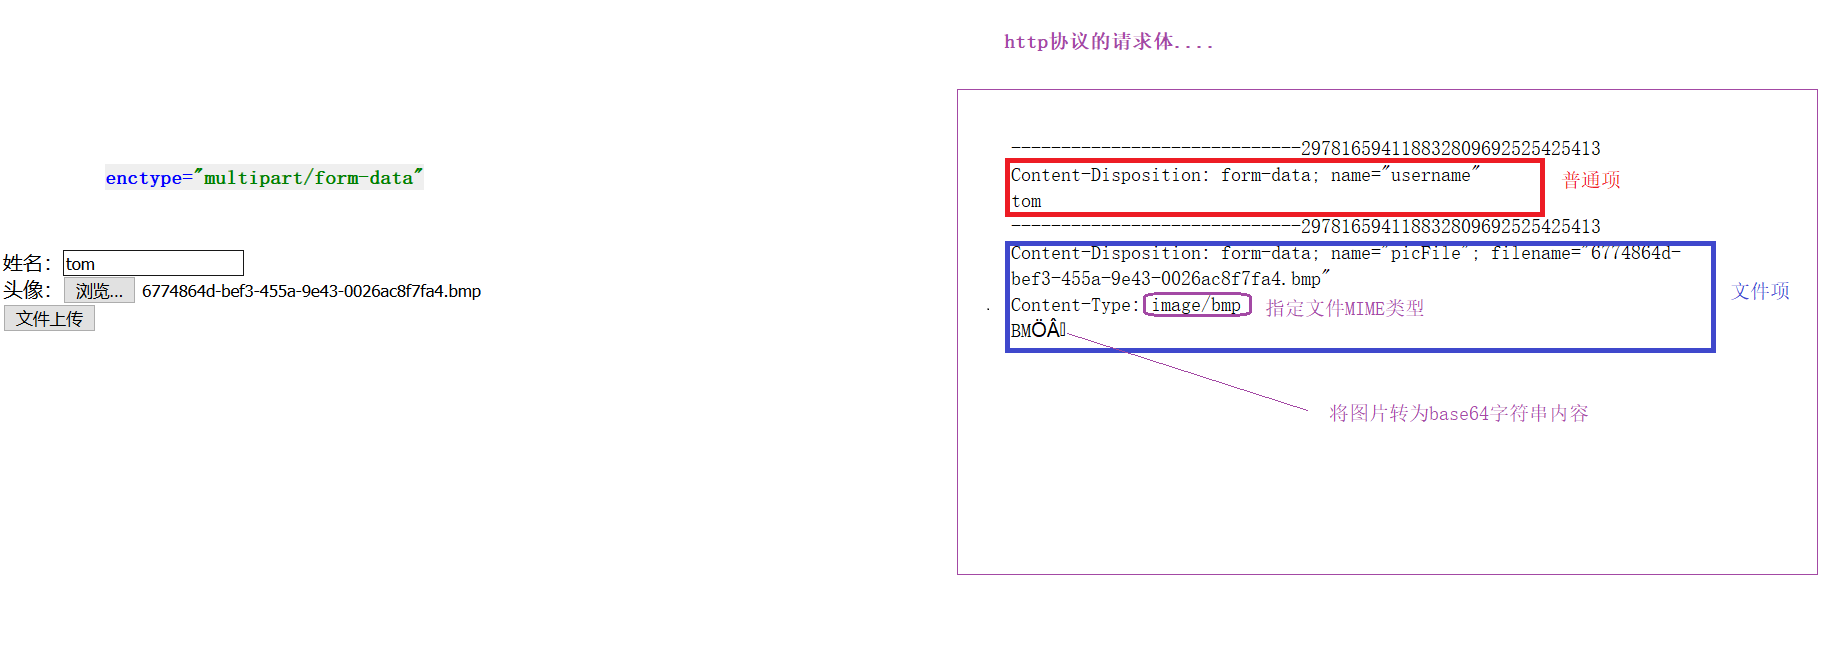 http协议的请求体....
enctype="multipart/form-data"
姓名： tom
头像： 浏览... 6774864d-bef3-455a-9e43-0026ac8f7fa4.bmp
文件上传
-----------------------------2978165941188328096925254​25413
Content-Disposition: form-data; name="username"
tom
普通项
-----------------------------297816594118832809692525425413
Content-Disposition: form-data; name="picFile"; filename="6774864d-
bef3-455a-9e43-0026ac8f7fa4.bmp"
Content-Type: image/bmp 指定文件MIME类型
BMÖÂ
文件项
将图片转为base64字符串内容